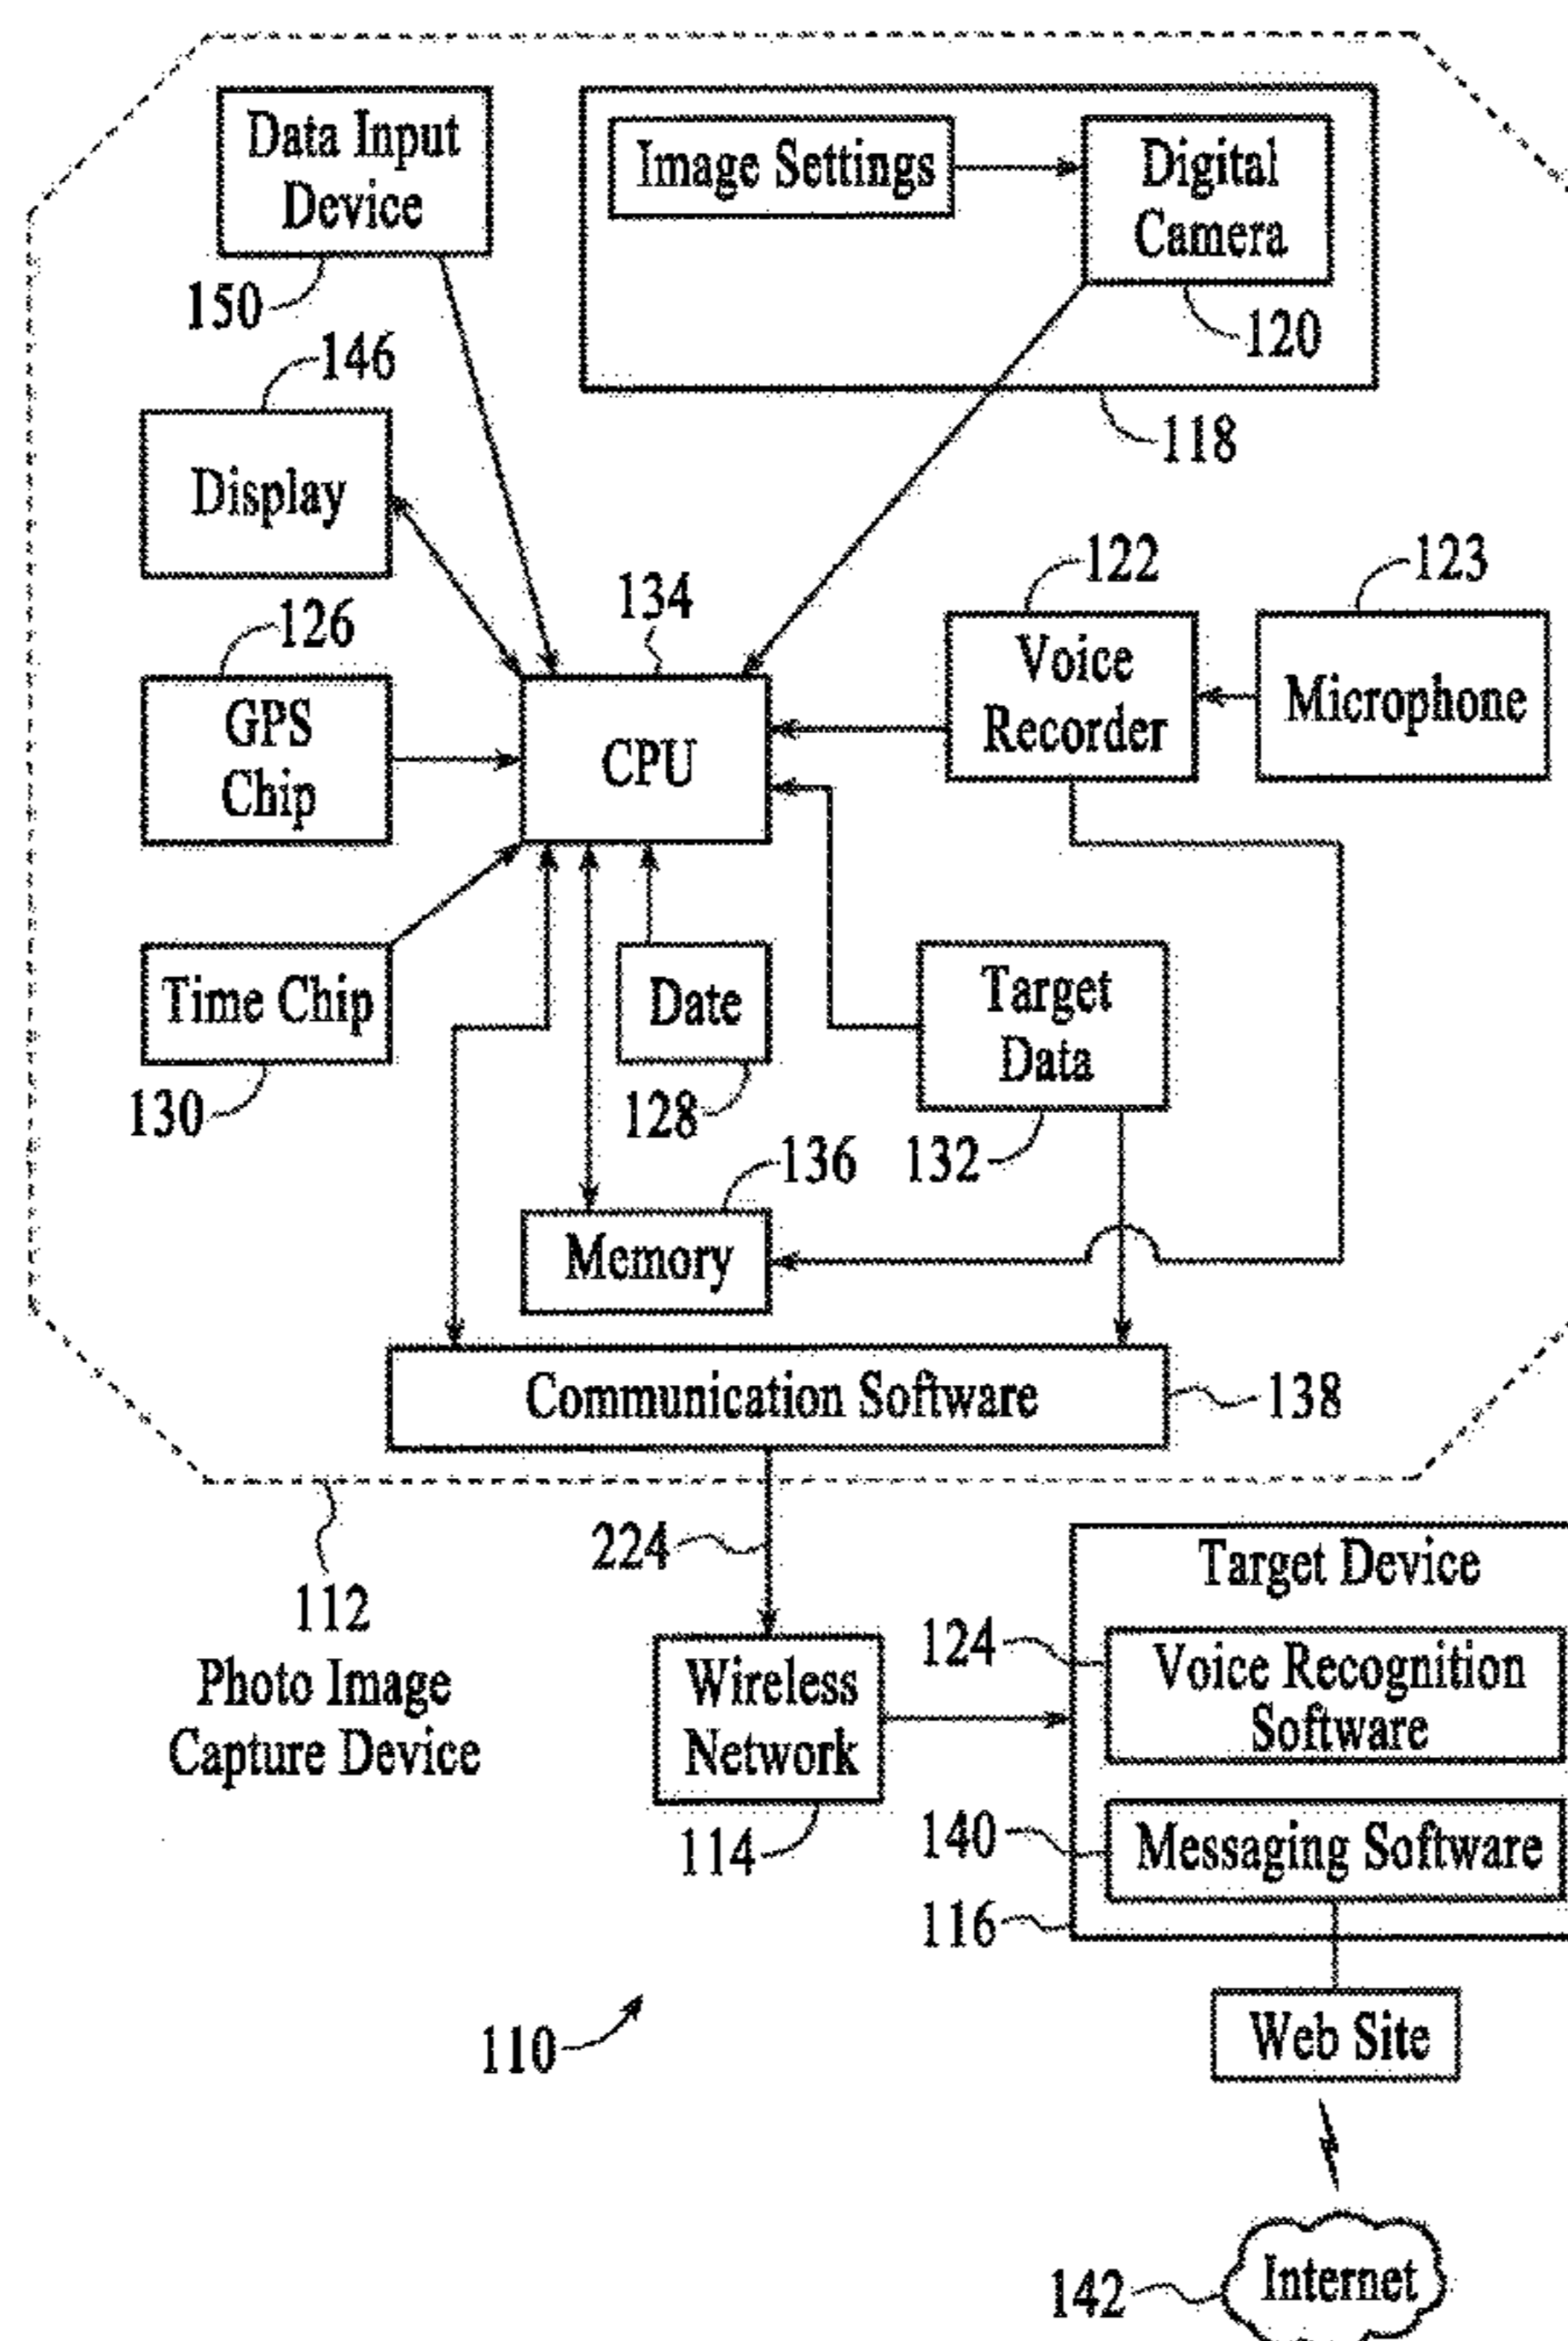 Data Input
Device
150
Image Settings
Digital
Camera
120
118
146
Display
126
GPS
Chip
134
CPU
122
Voice
Recorder
123
Microphone
Time Chip
130
Date
128
Target
Data
132
136
Memory
Communication Software
138
224
112
Photo Image
Capture Device
Wireless
Network
114
Target Device
124
Voice Recognition
Software
140
Messaging Software
116
110
Web Site
142
Internet